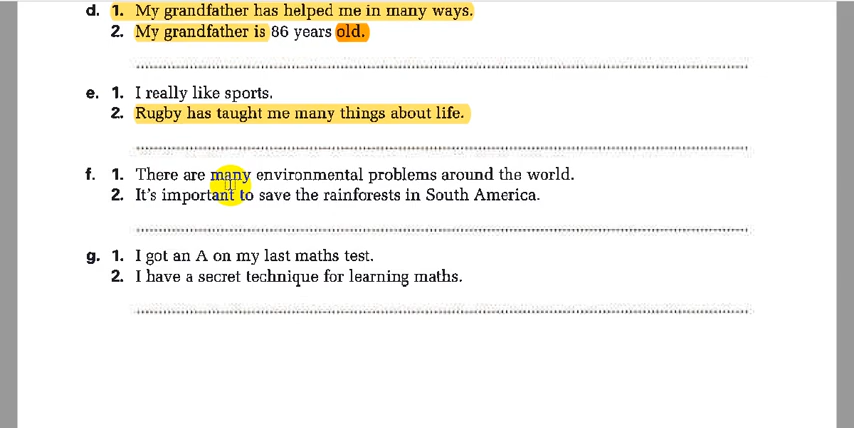 d. 1. My grandfather has helped me in many ways.
2. My grandfather is 86 years old.
e. 1. I really like sports.
2. Rugby has taught me many things about life.
f. 1. There are many environmental problems around the world.
2. It's important to save the rainforests in South America.
g. 1. I got an A on my last maths test.
2. I have a secret technique for learning maths.